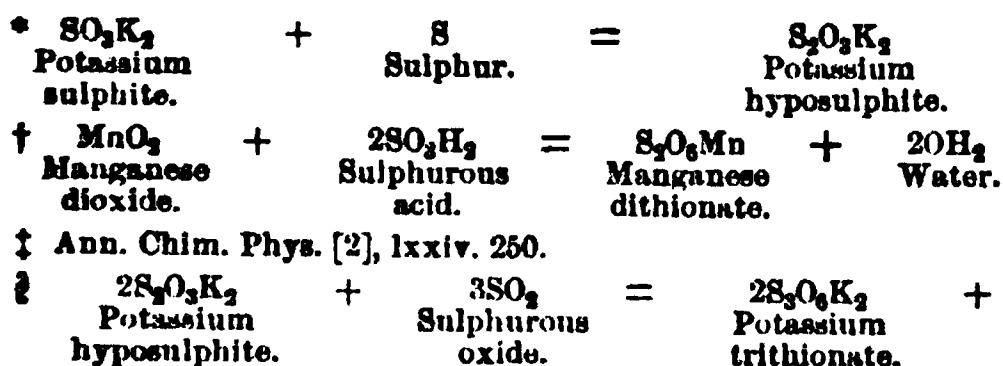 * SO₃K₂ + S = S₂O₃K₂
Potassium Sulphur. Potassium
sulphite. hyposulphite.
† MnO₂ + 2SO₃H₂ = S₂O₆Mn + 2OH₂
Manganese Sulphurous Manganese Water.
dioxide. acid. dithionate.
‡ Ann. Chim. Phys. [2], lxxiv. 250.
§ 2S₂O₃K₂ + 3SO₂ = 2S₃O₆K₂ +
Potassium Sulphurous Potassium
hyposulphite. oxide. trithionate.